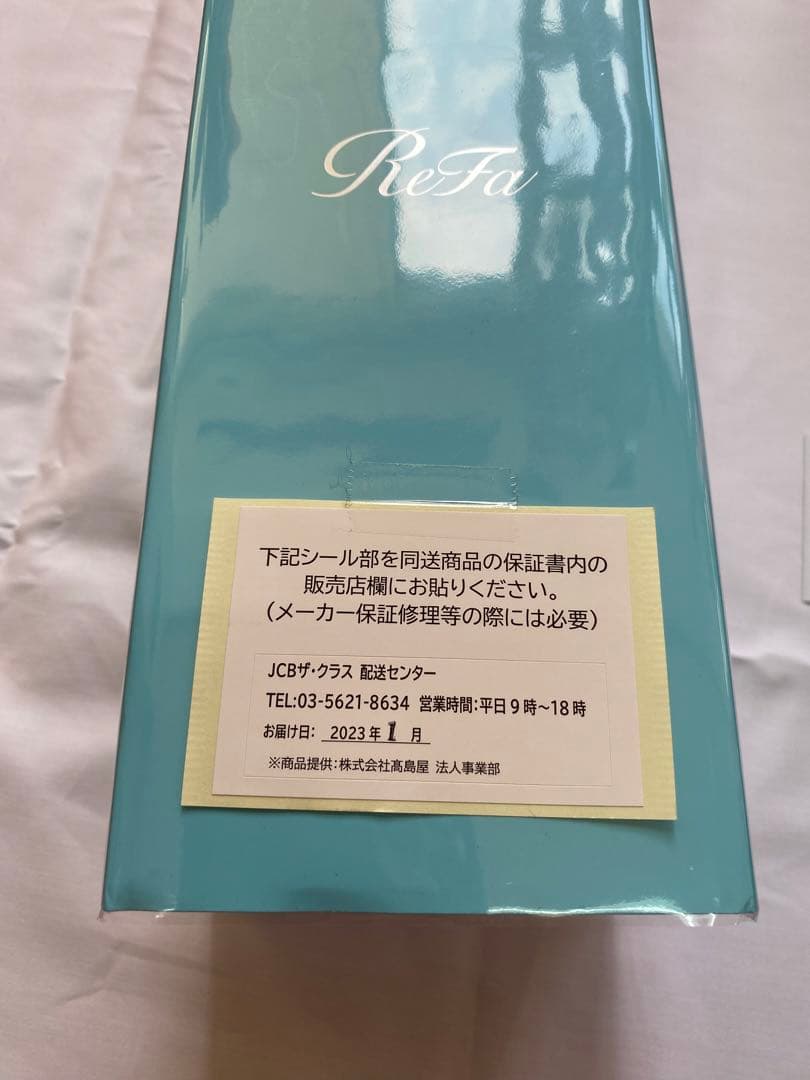 ReFa
下記シール部を同送商品の保証書内の
販売店欄にお貼りください。
(メーカー保証修理等の際には必要)
JCBザ・クラス 配送センター
TEL:03-5621-8634 営業時間:平日9時〜18時
お届け日: 2023年1月
※商品提供:株式会社髙島屋 法人事業部